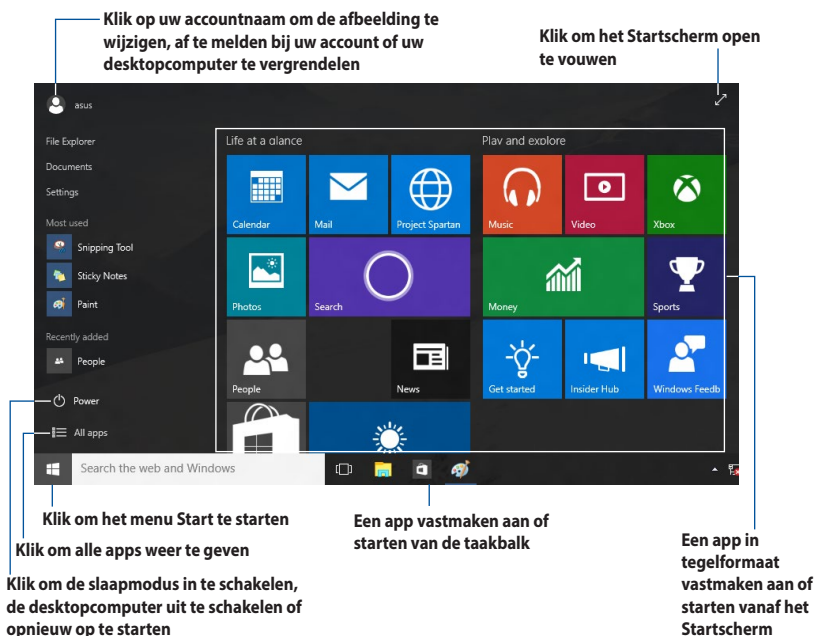 Klik op uw accountnaam om de afbeelding te
wijzigen, af te melden bij uw account of uw
desktopcomputer te vergrendelen
Klik om het Startscherm open
te vouwen
asus
File Explorer
Documents
Settings
Most used
Snipping Tool
Sticky Notes
Paint
Recently added
People
Power
All apps
Life at a glance
Calendar
Mail
Project Spartan
Photos
Search
People
News
Play and explore
Music
Video
Xbox
Money
Sports
Get started
Insider Hub
Windows Feedb
Search the web and Windows
Klik om het menu Start te starten
Klik om alle apps weer te geven
Klik om de slaapmodus in te schakelen,
de desktopcomputer uit te schakelen of
opnieuw op te starten
Een app vastmaken aan of
starten van de taakbalk
Een app in
tegelformaat
vastmaken aan of
starten vanaf het
Startscherm